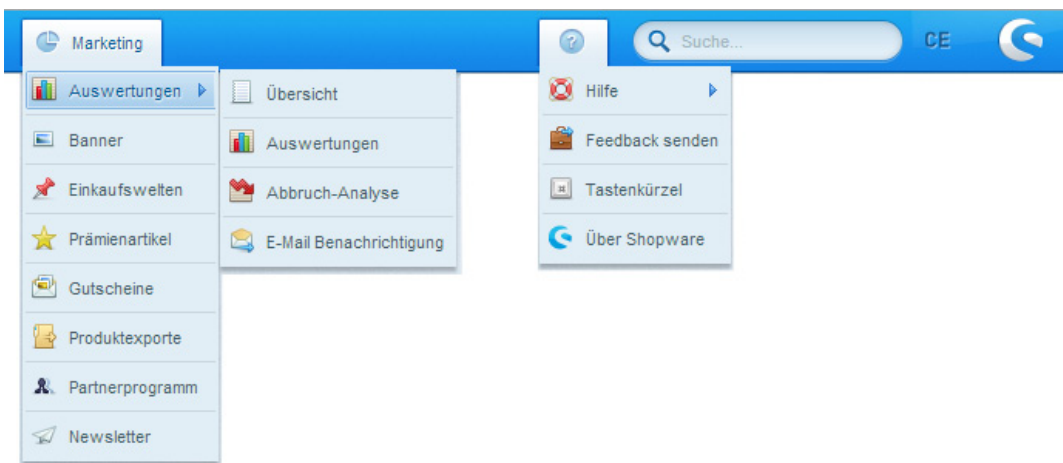 Marketing
Suche...
CE
Auswertungen
Banner
Einkaufswelten
Prämienartikel
Gutscheine
Produktexporte
Partnerprogramm
Newsletter
Übersicht
Auswertungen
Abbruch-Analyse
E-Mail Benachrichtigung
Hilfe
Feedback senden
Tastenkürzel
Über Shopware